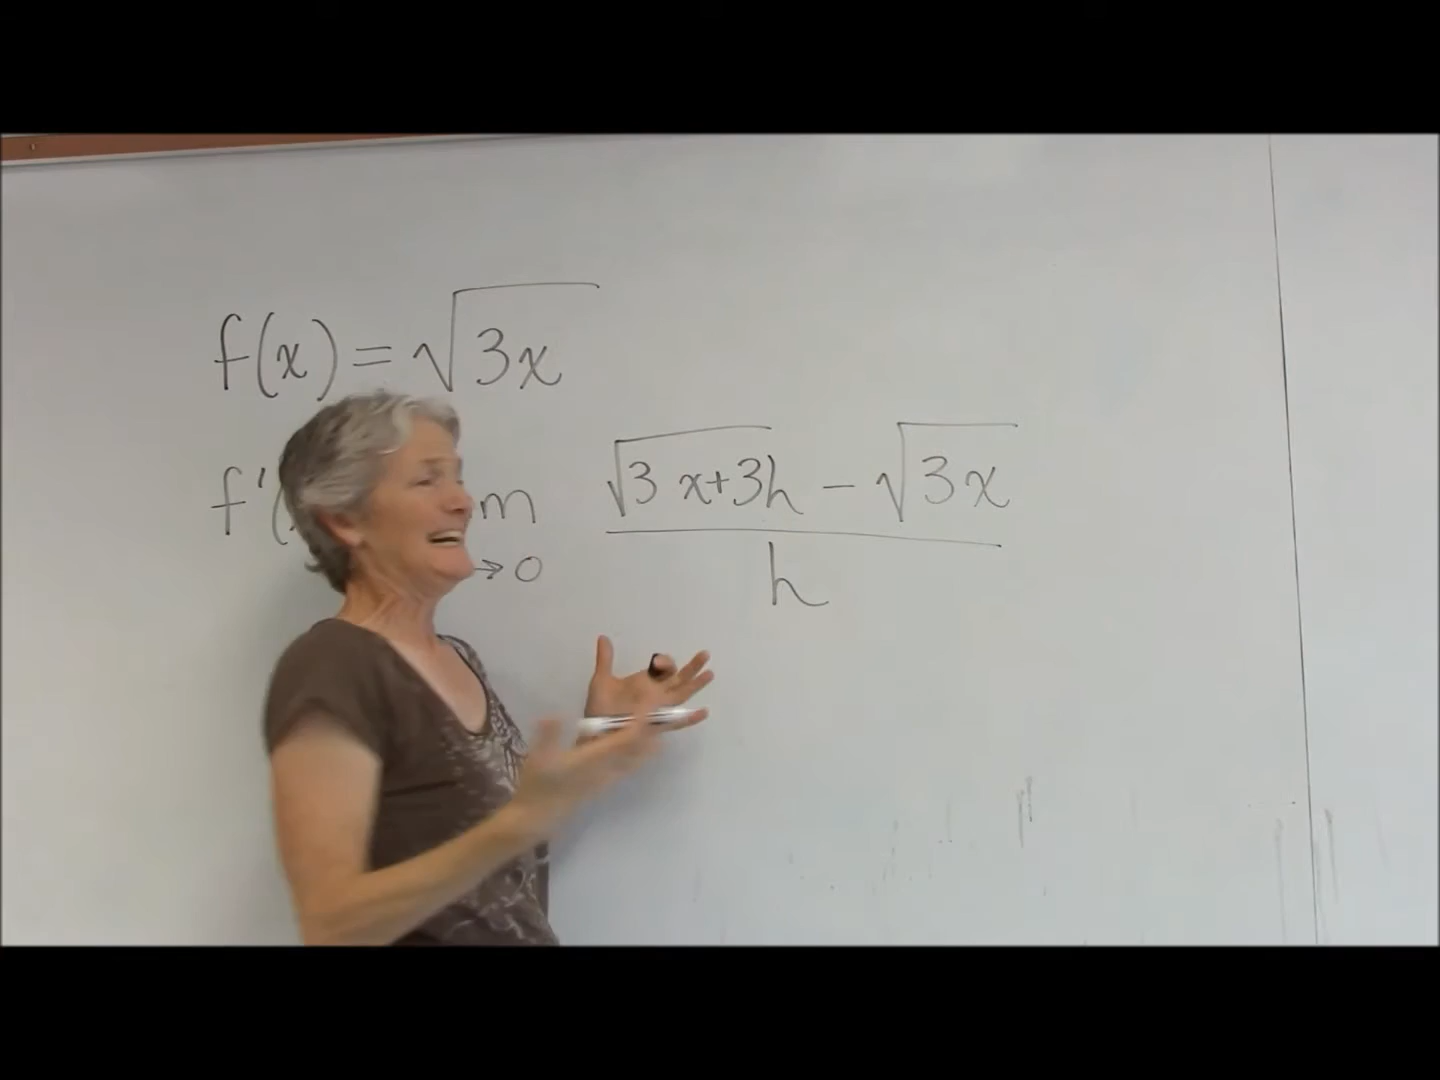 f(x) = √3x
f'( m √3x+3h - √3x
→0 h